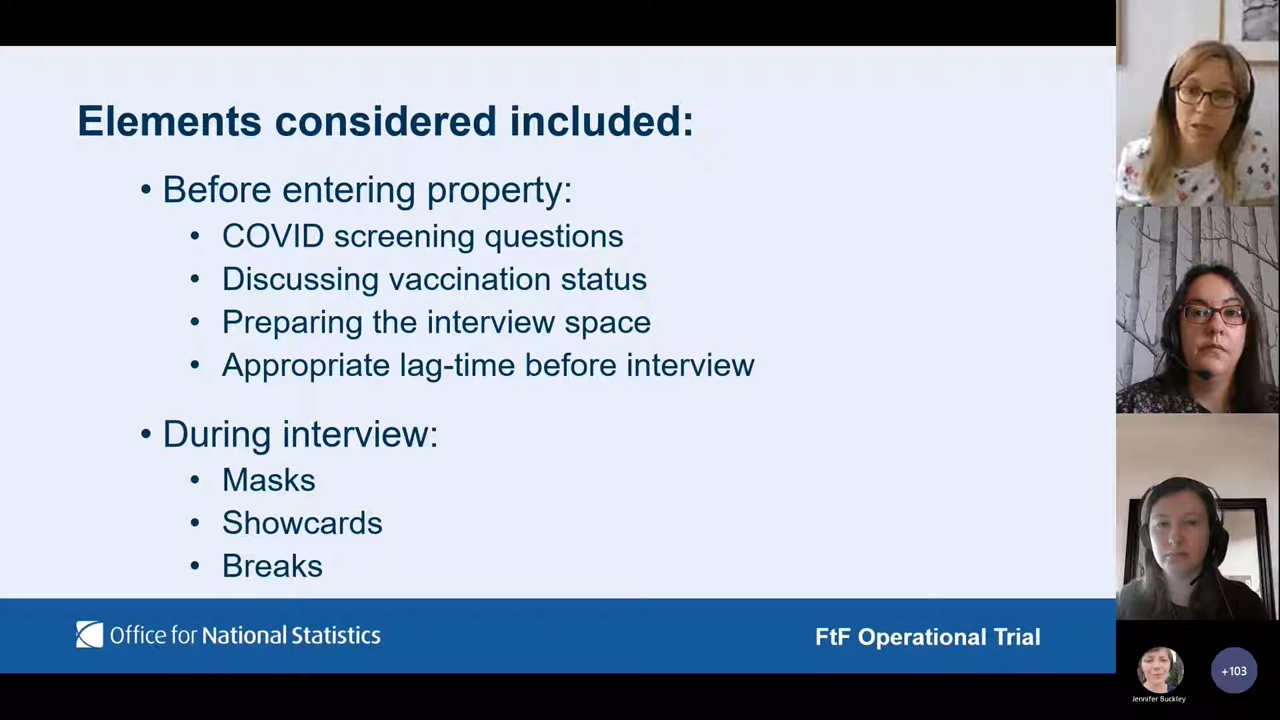 Elements considered included:
• Before entering property:
• COVID screening questions
• Discussing vaccination status
• Preparing the interview space
• Appropriate lag-time before interview
• During interview:
• Masks
• Showcards
• Breaks
Office for National Statistics
FtF Operational Trial
Jennifer Buckley
+103